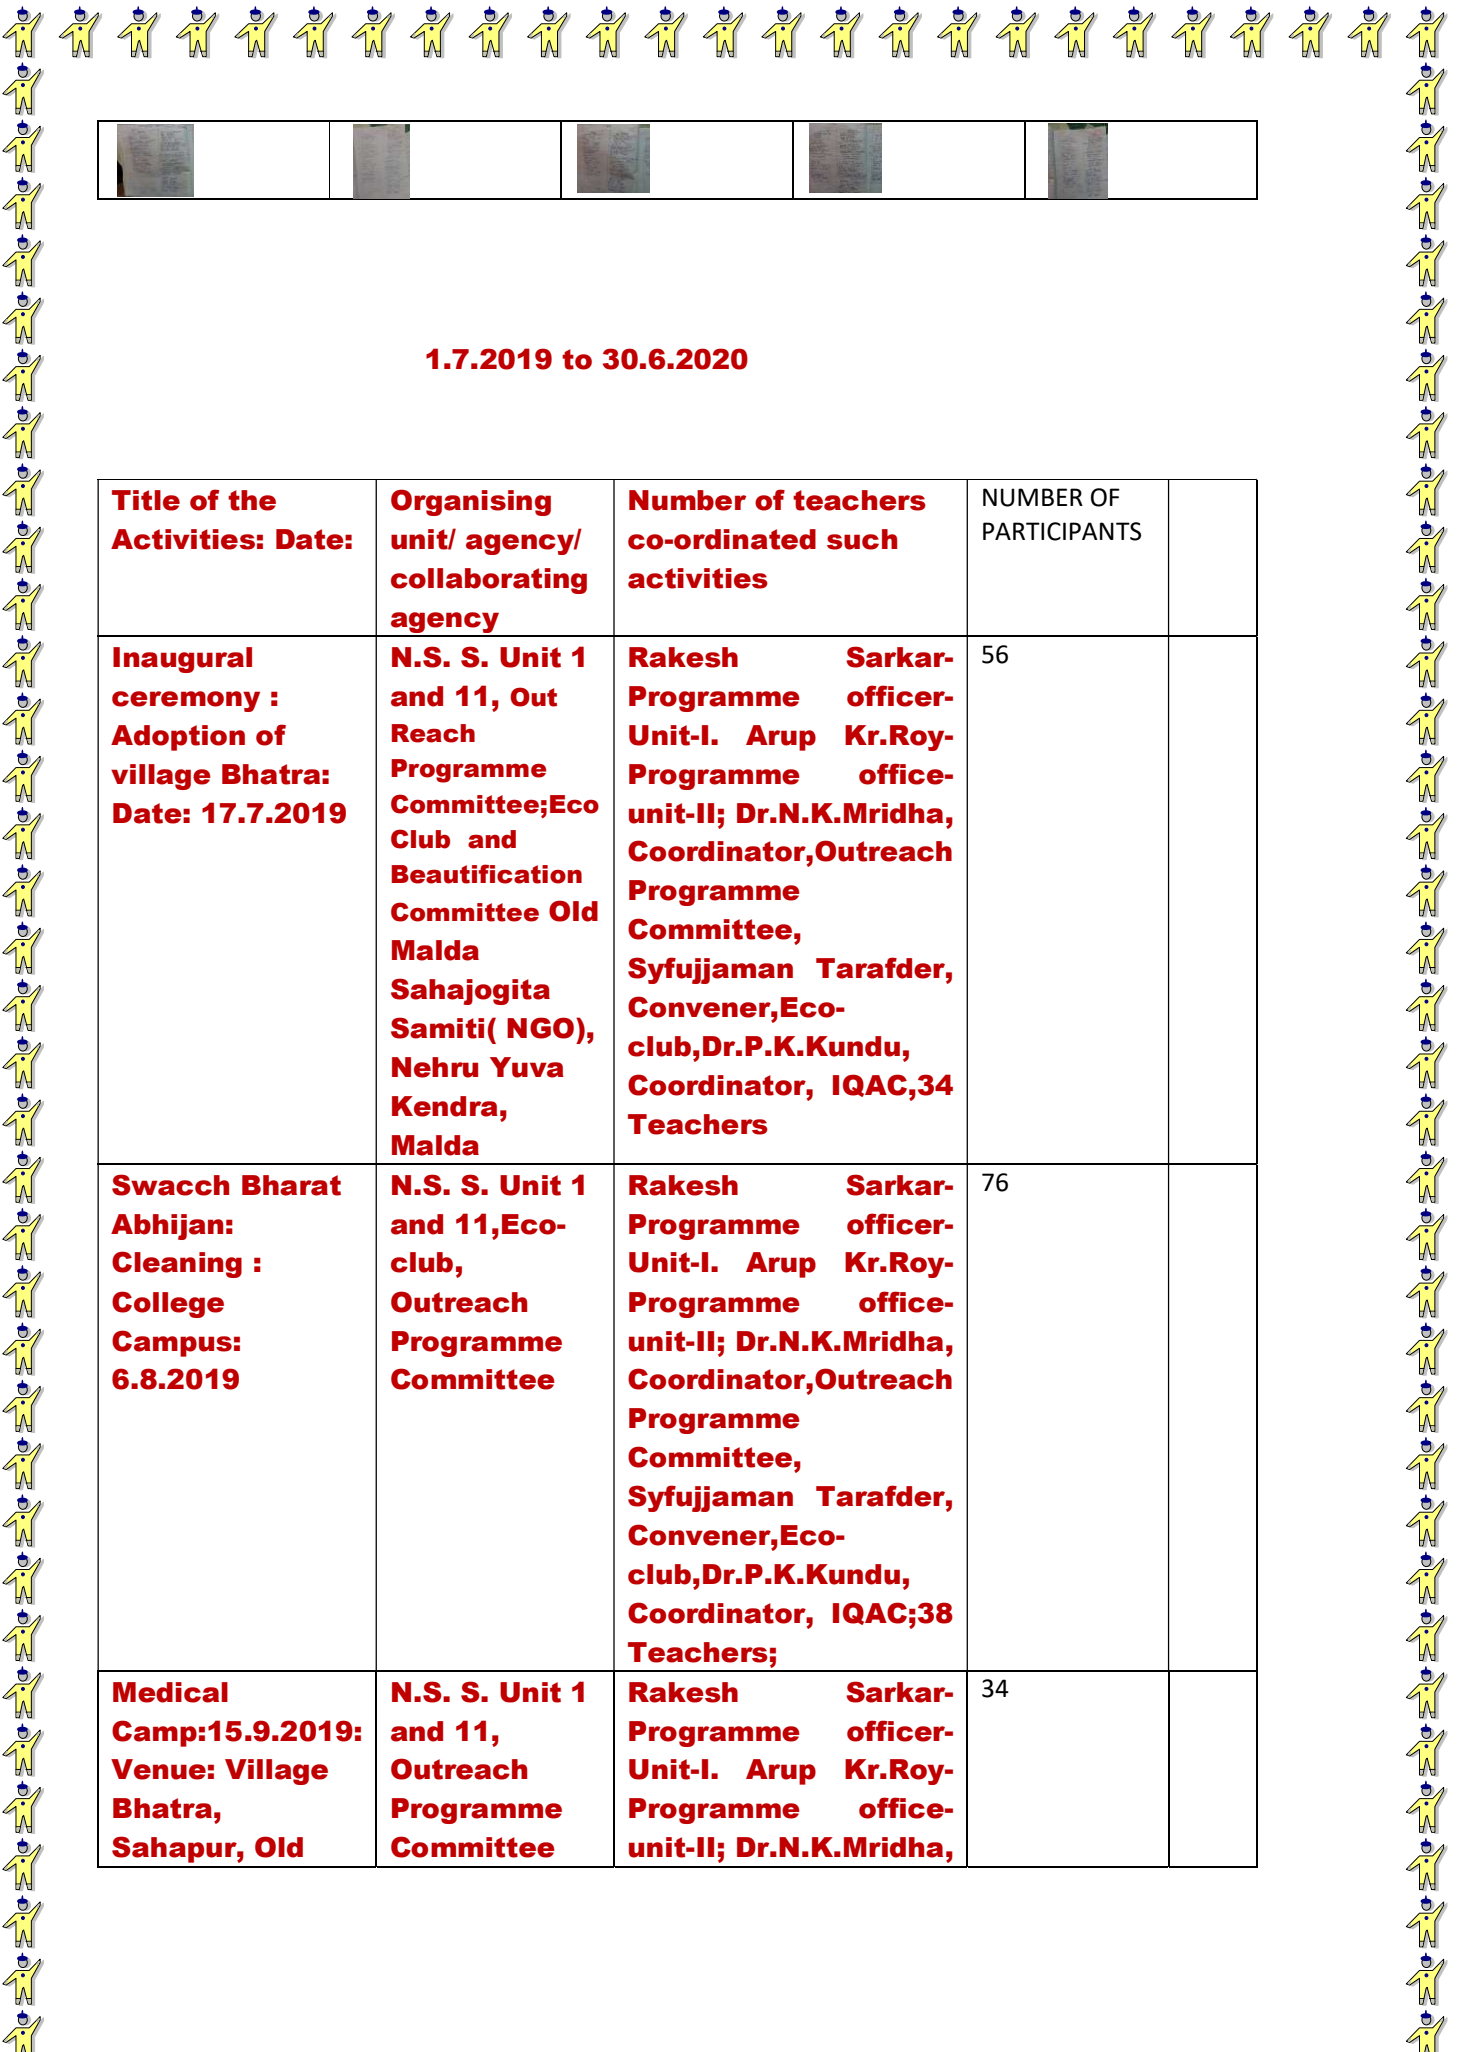 1.7.2019 to 30.6.2020
Title of the
Activities: Date:
Organising
unit/ agency/
collaborating
agency
Number of teachers
co-ordinated such
activities
NUMBER OF
PARTICIPANTS
Inaugural
ceremony :
Adoption of
village Bhatra:
Date: 17.7.2019
N.S. S. Unit 1
and 11, Out
Reach
Programme
Committee;Eco
Club and
Beautification
Committee Old
Malda
Sahajogita
Samiti( NGO),
Nehru Yuva
Kendra,
Malda
Rakesh Sarkar-
Programme officer-
Unit-I. Arup Kr.Roy-
Programme office-
unit-II; Dr.N.K.Mridha,
Coordinator,Outreach
Programme
Committee,
Syfujjaman Tarafder,
Convener,Eco-
club,Dr.P.K.Kundu,
Coordinator, IQAC,34
Teachers
56
Swacch Bharat
Abhijan:
Cleaning :
College
Campus:
6.8.2019
N.S. S. Unit 1
and 11,Eco-
club,
Outreach
Programme
Committee
Rakesh Sarkar-
Programme officer-
Unit-I. Arup Kr.Roy-
Programme office-
unit-II; Dr.N.K.Mridha,
Coordinator,Outreach
Programme
Committee,
Syfujjaman Tarafder,
Convener,Eco-
club,Dr.P.K.Kundu,
Coordinator, IQAC;38
Teachers;
76
Medical
Camp:15.9.2019:
Venue: Village
Bhatra,
Sahapur, Old
N.S. S. Unit 1
and 11,
Outreach
Programme
Committee
Rakesh Sarkar-
Programme officer-
Unit-I. Arup Kr.Roy-
Programme office-
unit-II; Dr.N.K.Mridha,
34